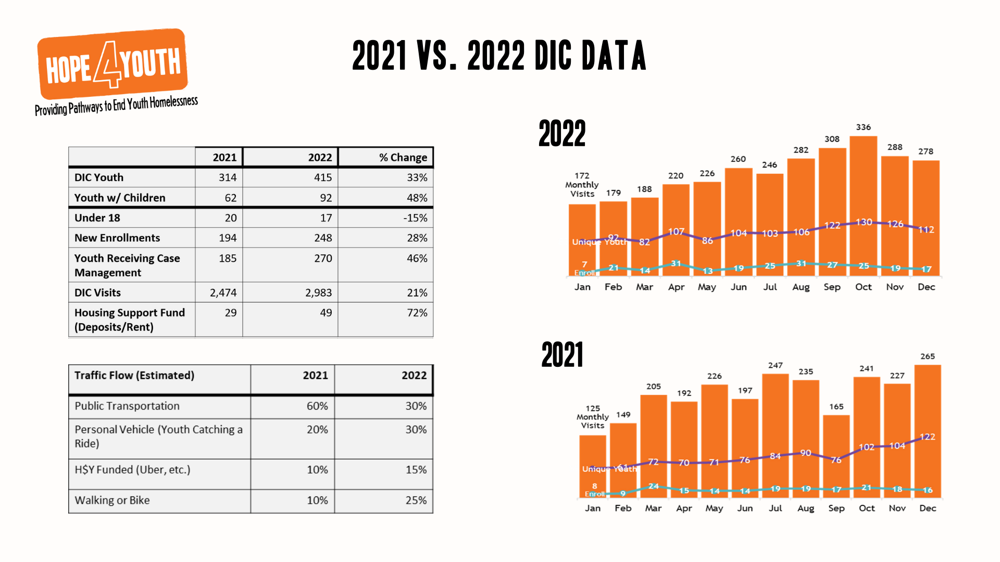 HOPE 4 YOUTH
Providing Pathways to End Youth Homelessness
2021 VS. 2022 DIC DATA
2021 2022 % Change
DIC Youth 314 415 33%
Youth w/ Children 62 92 48%
Under 18 20 17 -15%
New Enrollments 194 248 28%
Youth Receiving Case 185 270 46%
Management
DIC Visits 2,474 2,983 21%
Housing Support Fund 29 49 72%
(Deposits/Rent)
Traffic Flow (Estimated) 2021 2022
Public Transportation 60% 30%
Personal Vehicle (Youth Catching a 20% 30%
Ride)
H$Y Funded (Uber, etc.) 10% 15%
Walking or Bike 10% 25%
2022
172 179 188 220 226 260 246 282 308 336 288 278
Monthly
Visits
92 82 107 86 104 103 106 122 130 126 112
Unique Youth
7 21 14 31 13 19 25 31 27 25 19 17
Enroll
Jan Feb Mar Apr May Jun Jul Aug Sep Oct Nov Dec
2021
125 149 205 192 226 197 247 235 165 241 227 265
Monthly
Visits
61 72 70 71 76 84 90 76 102 104 122
Unique Youth
8 9 24 15 14 14 19 19 17 21 18 16
Enroll
Jan Feb Mar Apr May Jun Jul Aug Sep Oct Nov Dec